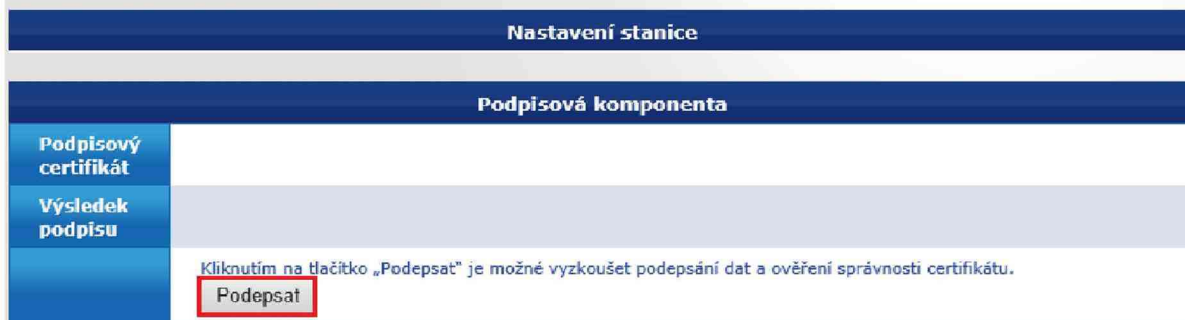 Nastavení stanice
Podpisová komponenta
Podpisový
certifikát
Výsledek
podpisu
Kliknutím na tlačítko „Podepsat" je možné vyzkoušet podepsání dat a ověření správnosti certifikátu.
Podepsat